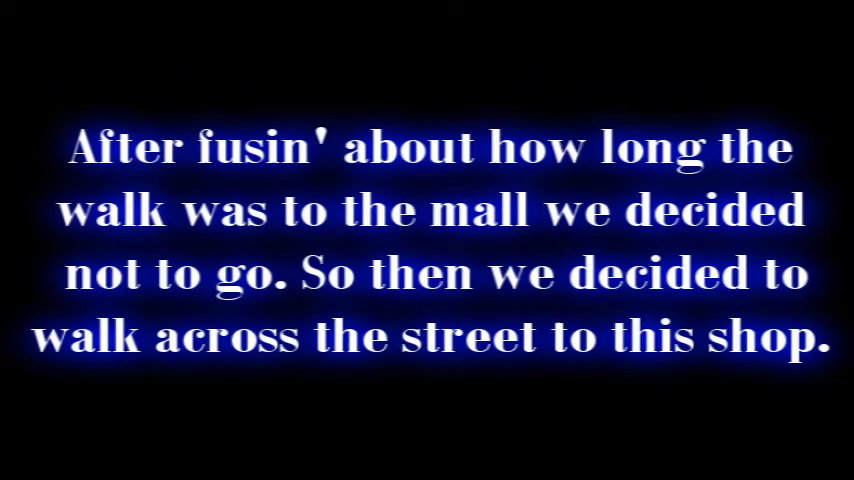 After fusin' about how long the
walk was to the mall we decided
not to go. So then we decided to
walk across the street to this shop.